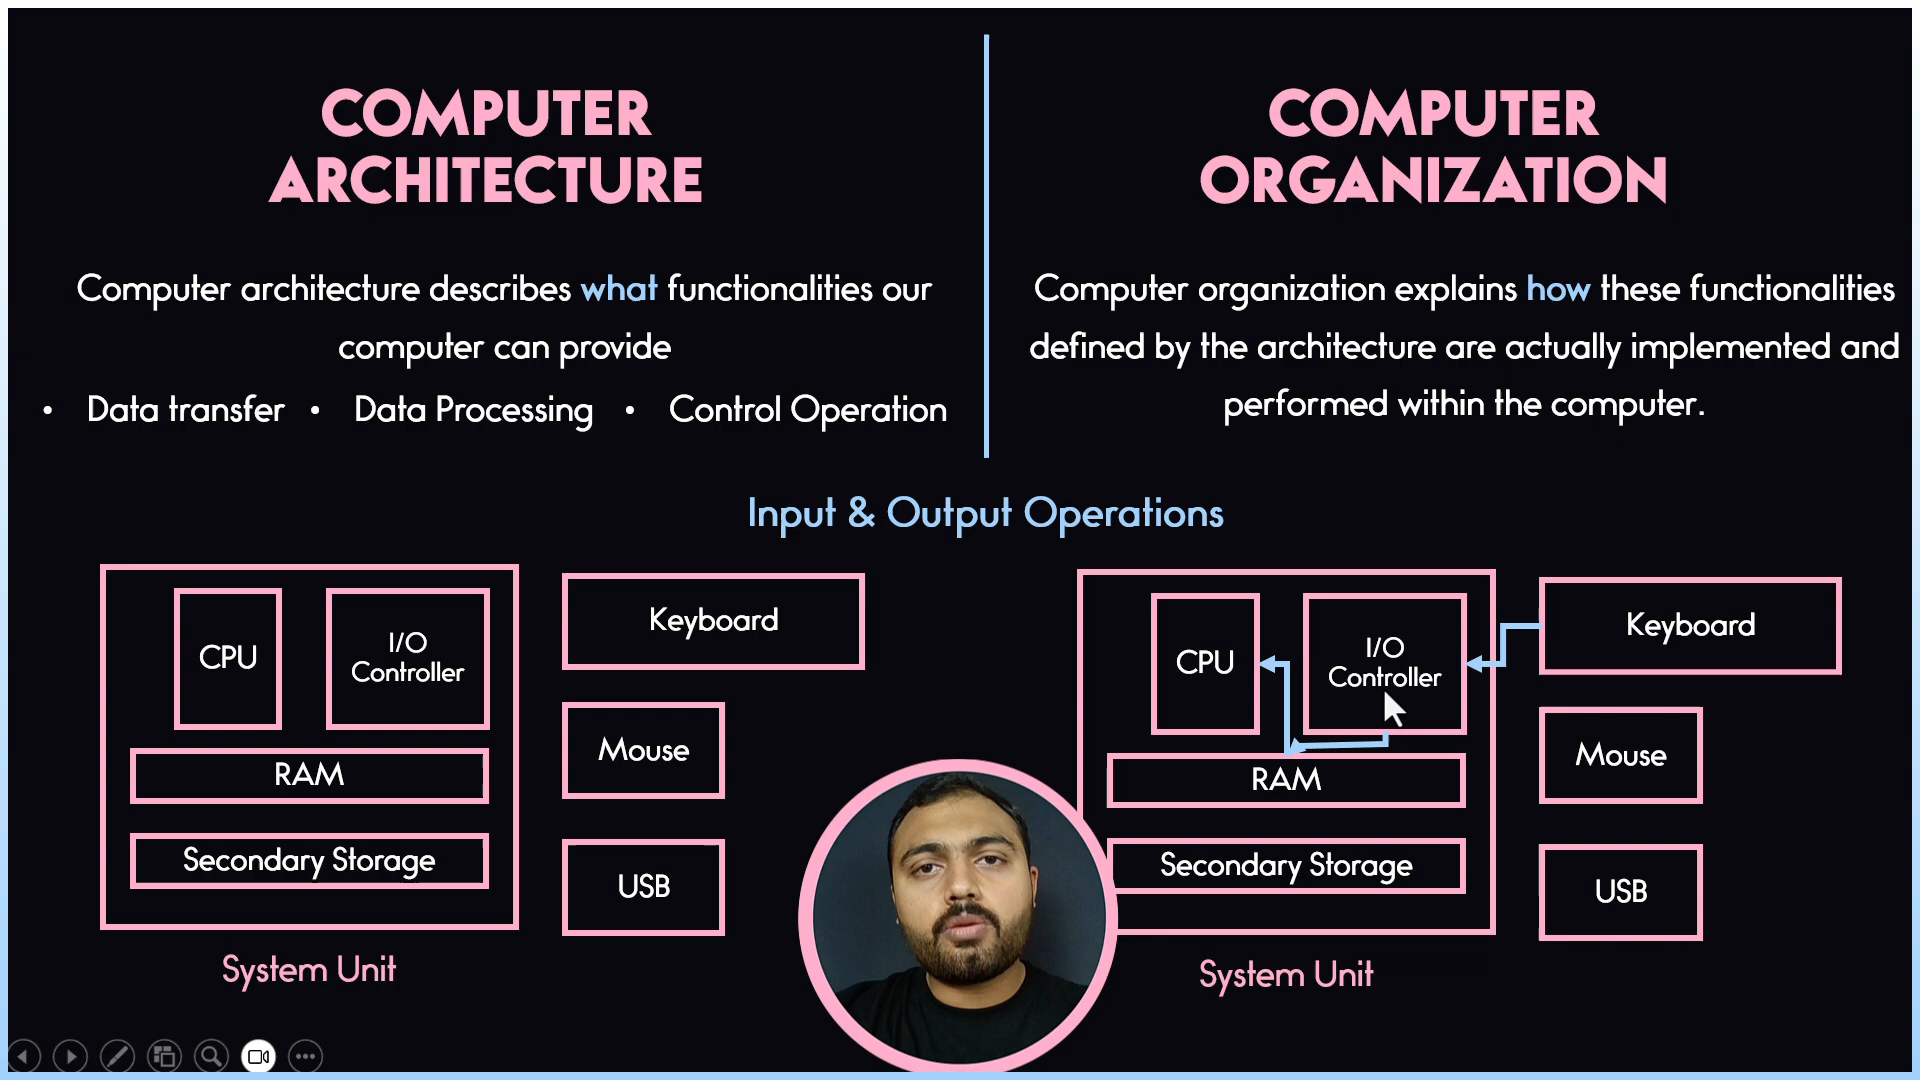 COMPUTER
ARCHITECTURE
Computer architecture describes what functionalities our
computer can provide
• Data transfer • Data Processing • Control Operation
COMPUTER
ORGANIZATION
Computer organization explains how these functionalities
defined by the architecture are actually implemented and
performed within the computer.
Input & Output Operations
CPU
I/O
Controller
RAM
Secondary Storage
System Unit
Keyboard
Mouse
USB
CPU
I/O
Controller
RAM
Secondary Storage
System Unit
Keyboard
Mouse
USB